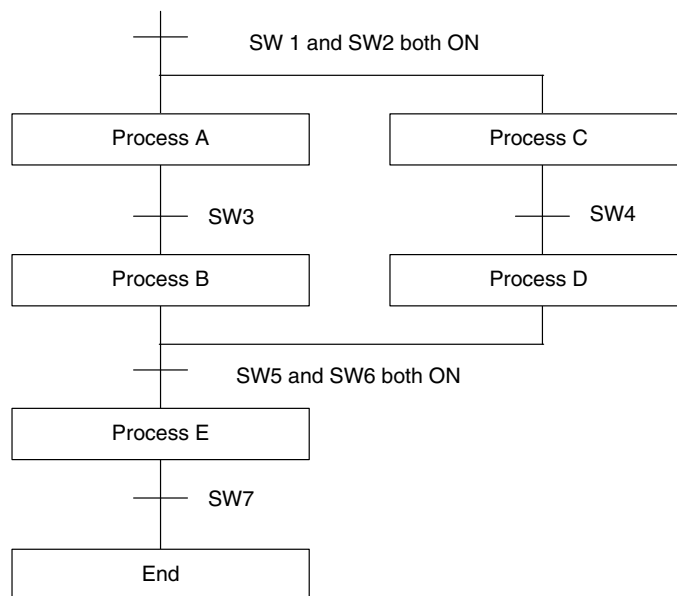 SW 1 and SW2 both ON
Process A
Process C
SW3
SW4
Process B
Process D
SW5 and SW6 both ON
Process E
SW7
End